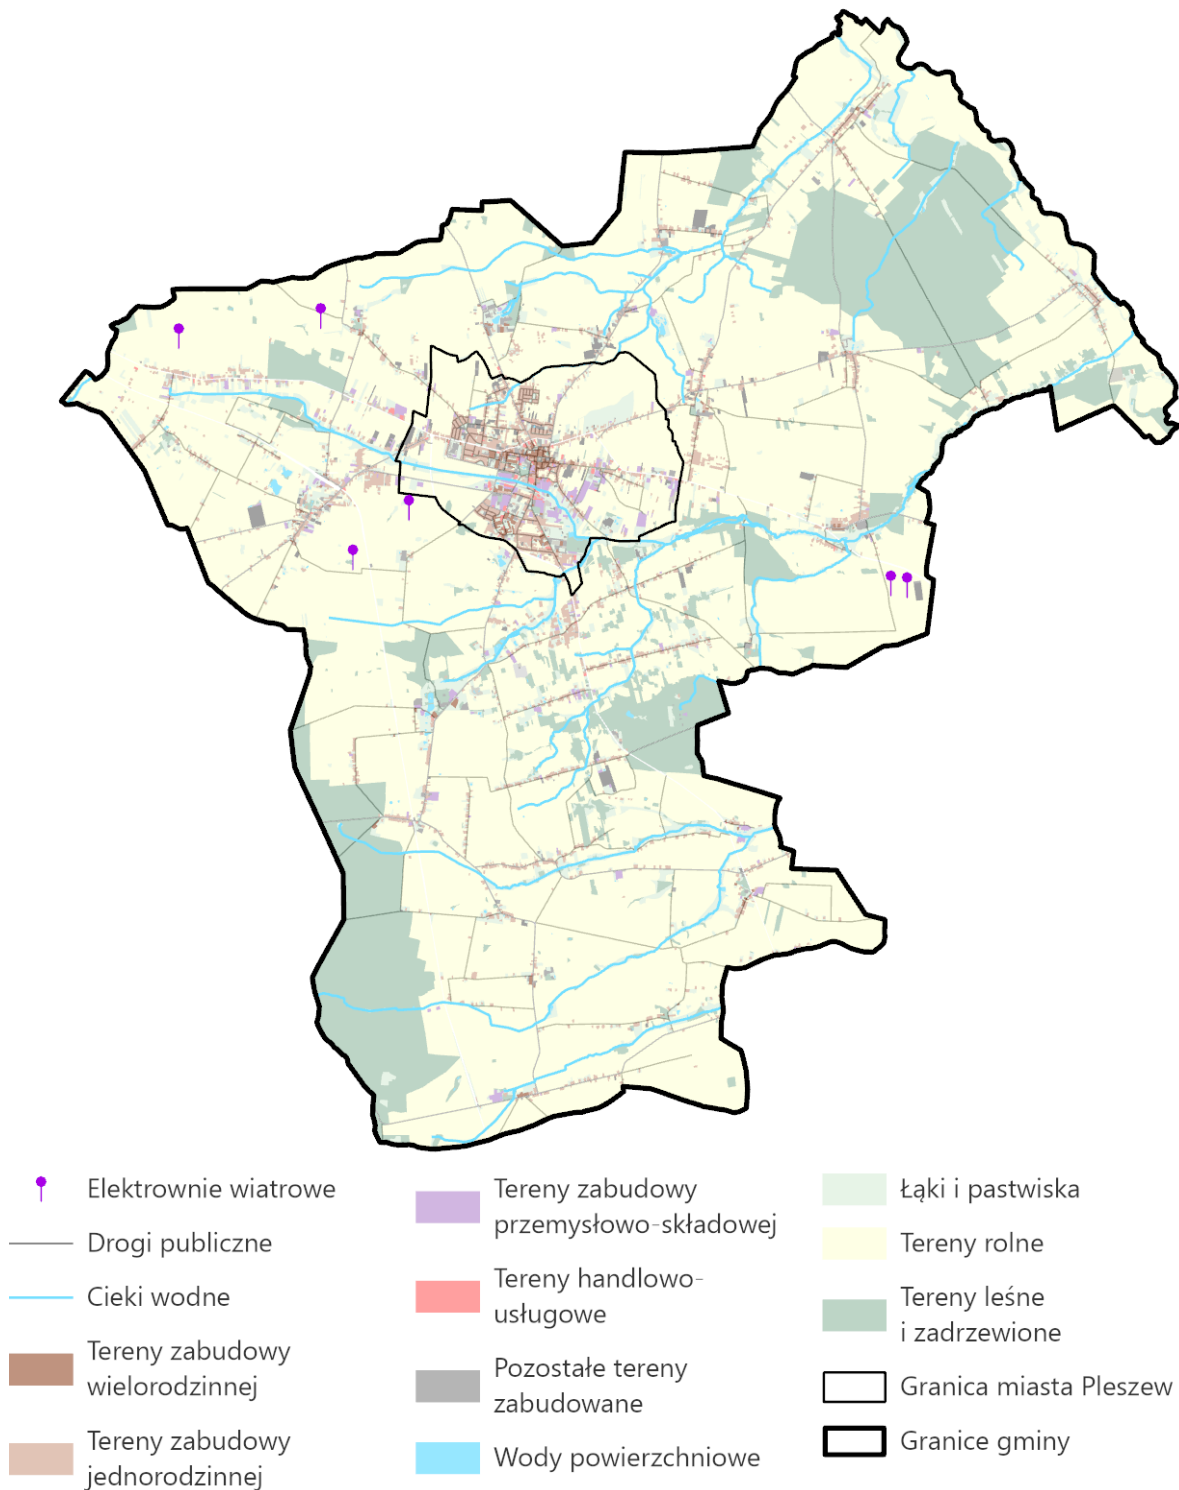 Elektrownie wiatrowe
Drogi publiczne
Cieki wodne
Tereny zabudowy
wielorodzinnej
Tereny zabudowy
jednorodzinnej
Tereny zabudowy
przemysłowo-składowej
Tereny handlowo-
usługowe
Pozostałe tereny
zabudowane
Wody powierzchniowe
Łąki i pastwiska
Tereny rolne
Tereny leśne
i zadrzewione
Granica miasta Pleszew
Granice gminy